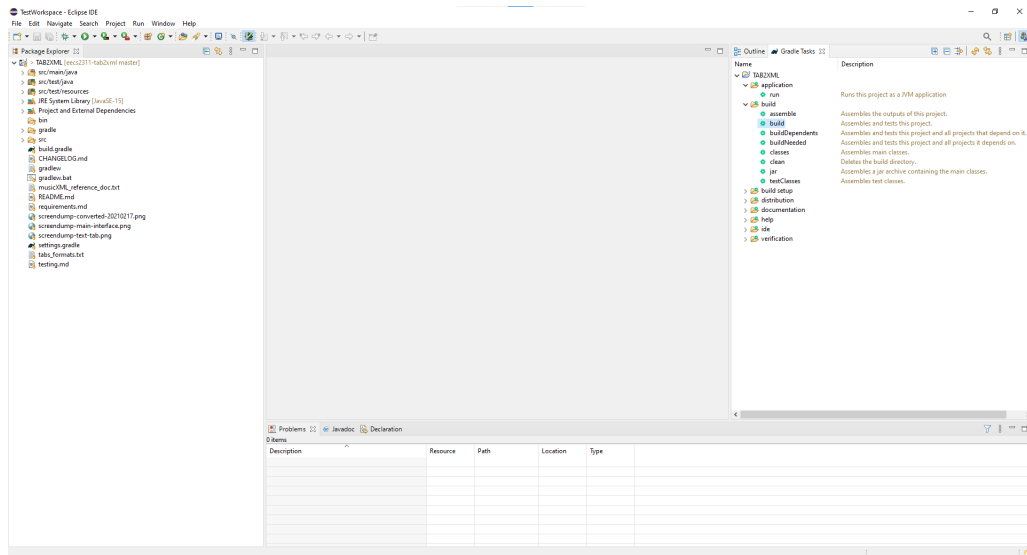 TestWorkspace - Eclipse IDE
File Edit Navigate Search Project Run Window Help
Package Explorer
> TAB2XML [eecs2311-tab2xml master]
src/main/java
src/test/java
src/test/resources
JRE System Library [JavaSE-15]
Project and External Dependencies
bin
gradle
src
build.gradle
CHANGELOG.md
gradlew
gradlew.bat
musicXML_reference_doc.txt
README.md
requirements.md
screendump-converted-20210217.png
screendump-main-interface.png
screendump-text-tab.png
settings.gradle
tabs_formats.txt
testing.md
Outline Gradle Tasks
Name Description
TAB2XML
application
run Runs this project as a JVM application
build
assemble Assembles the outputs of this project.
build Assembles and tests this project.
buildDependents Assembles and tests this project and all projects that depend on it.
buildNeeded Assembles and tests this project and all projects it depends on.
classes Assembles main classes.
clean Deletes the build directory.
jar Assembles a jar archive containing the main classes.
testClasses Assembles test classes.
build setup
distribution
documentation
help
ide
verification
Problems Javadoc Declaration
0 items
Description Resource Path Location Type